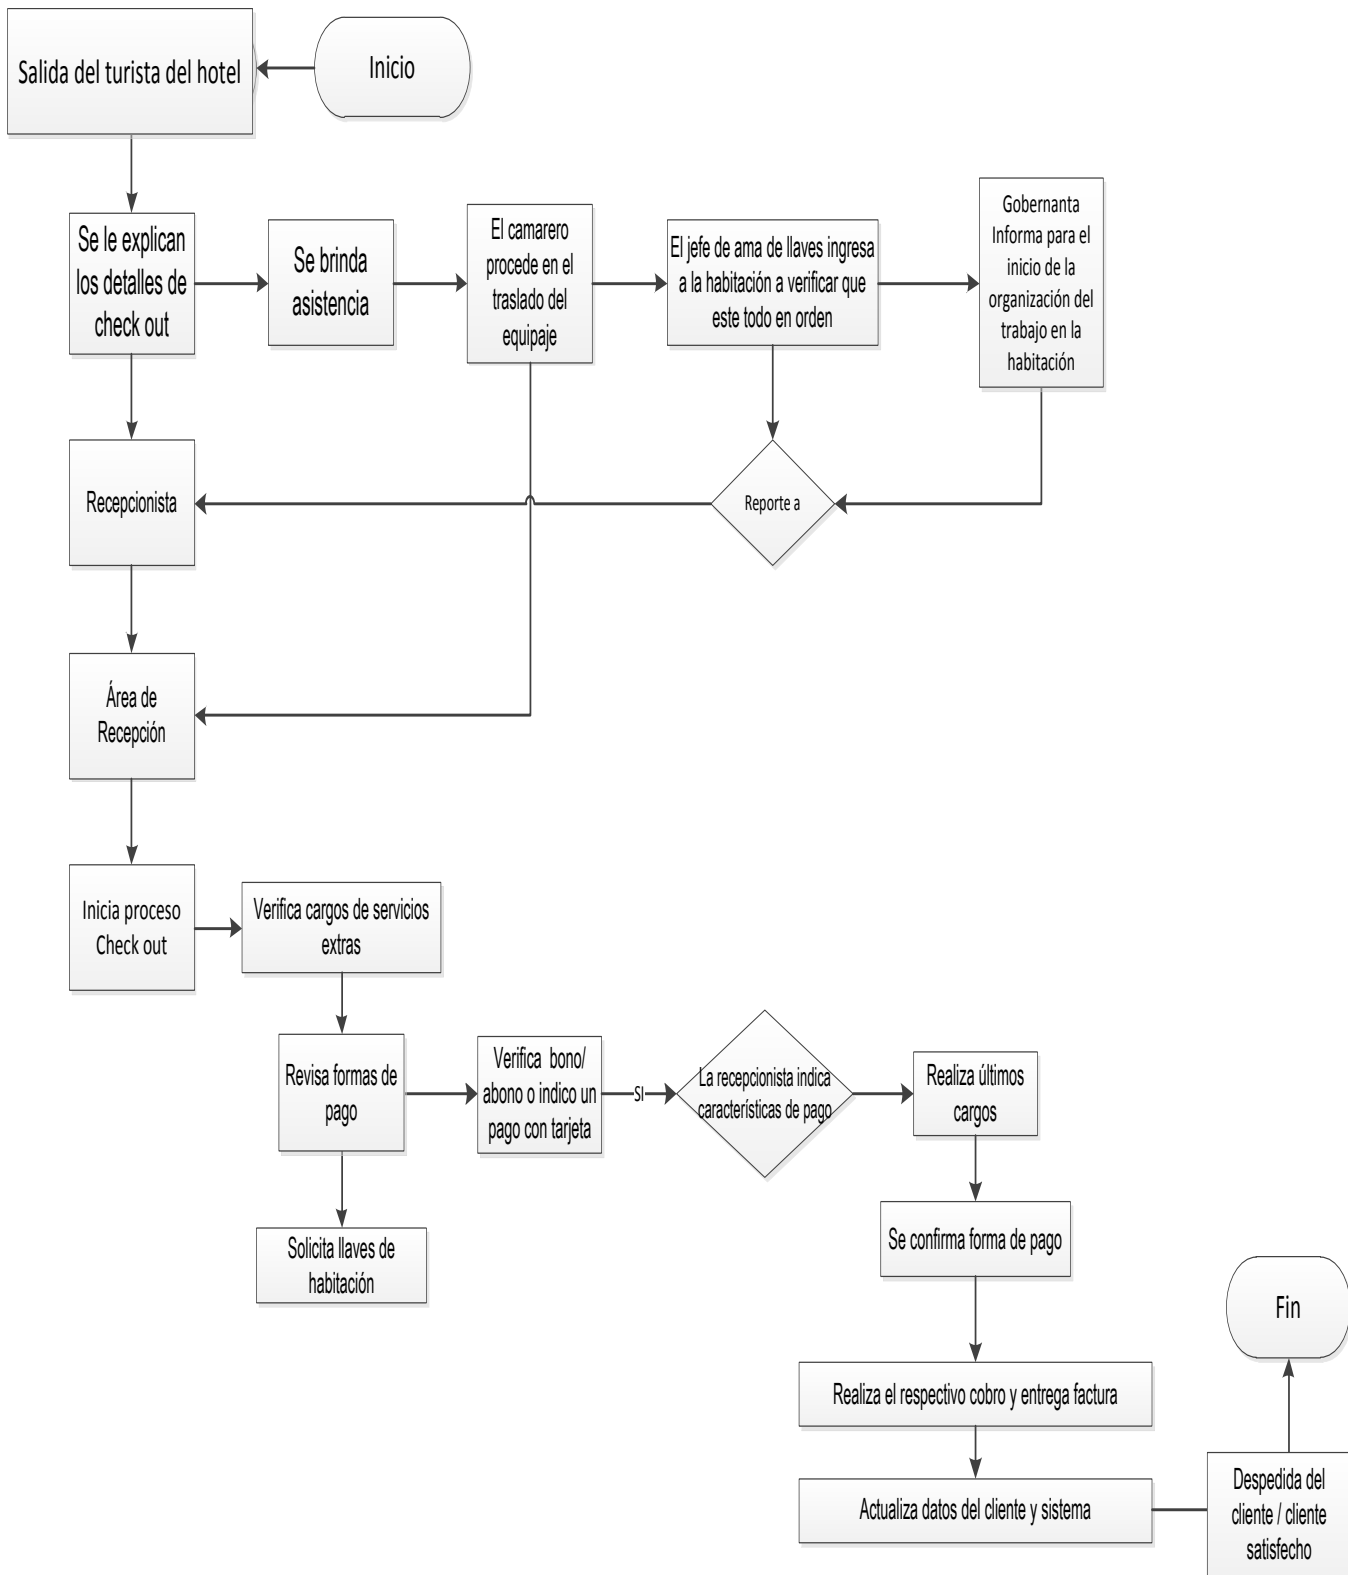 Salida del turista del hotel
Inicio
Se le explican
los detalles de
check out
Se brinda
asistencia
El camarero
procede en el
traslado del
equipaje
El jefe de ama de llaves ingresa
a la habitación a verificar que
este todo en orden
Gobernanta
Informa para el
inicio de la
organización del
trabajo en la
habitación
Recepcionista
Reporte a
Área de
Recepción
Inicia proceso
Check out
Verifica cargos de servicios
extras
Revisa formas de
pago
Verifica bono/
abono o indico un
pago con tarjeta
SI
La recepcionista indica
características de pago
Realiza últimos
cargos
Solicita llaves de
habitación
Se confirma forma de pago
Fin
Realiza el respectivo cobro y entrega factura
Actualiza datos del cliente y sistema
Despedida del
cliente / cliente
satisfecho